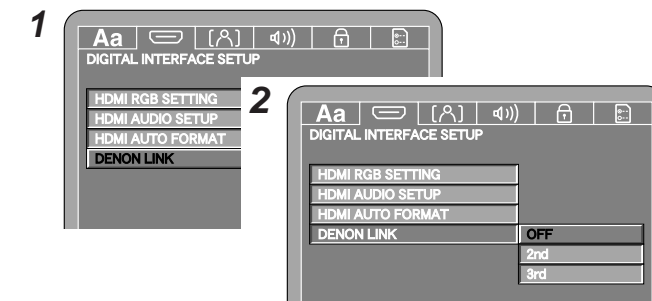 1
Aa
DIGITAL INTERFACE SETUP
HDMI RGB SETTING
HDMI AUDIO SETUP
HDMI AUTO FORMAT
DENON LINK
2
Aa
DIGITAL INTERFACE SETUP
HDMI RGB SETTING
HDMI AUDIO SETUP
HDMI AUTO FORMAT
DENON LINK
OFF
2nd
3rd